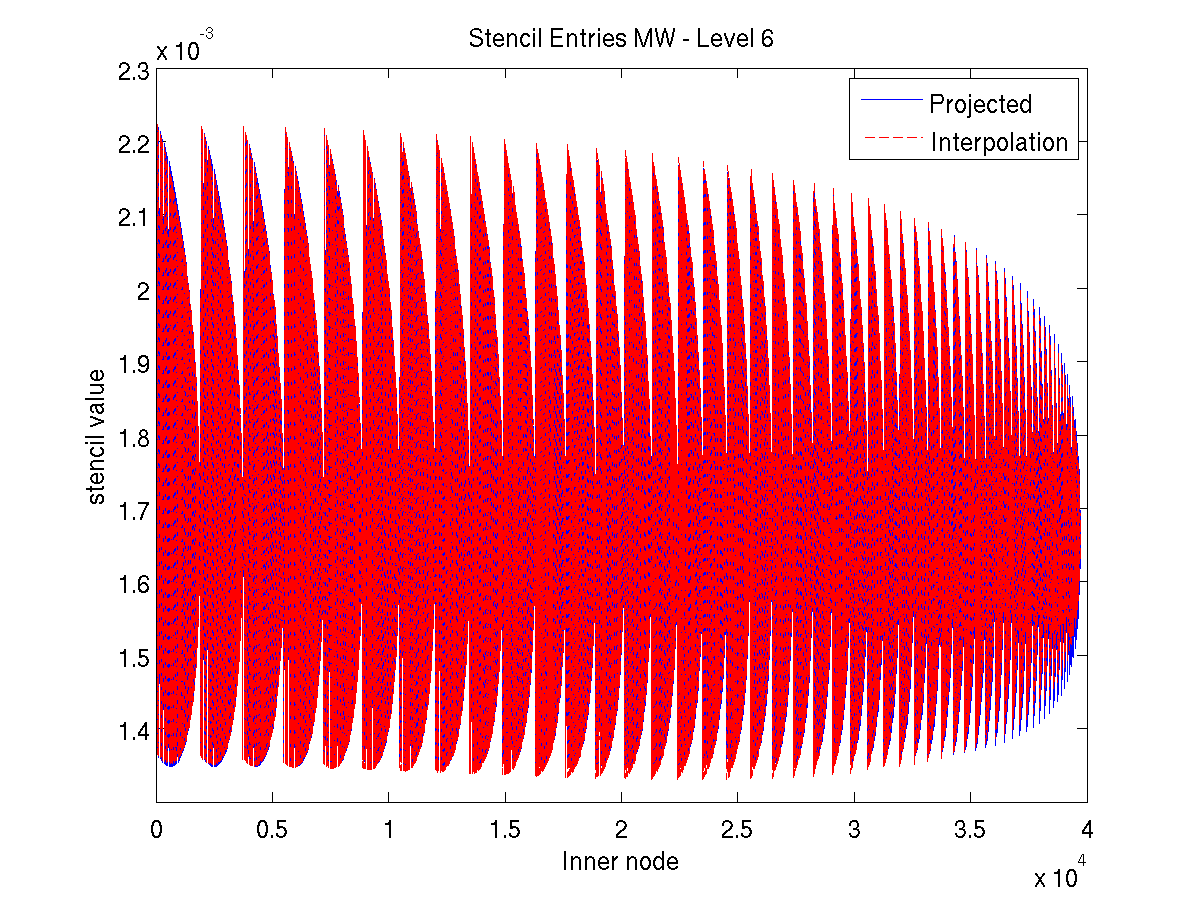 Stencil Entries MW - Level 6
x 10^-3
2.3
2.2
2.1
2
1.9
1.8
1.7
1.6
1.5
1.4
stencil value
Projected
Interpolation
0 0.5 1 1.5 2 2.5 3 3.5 4
Inner node
x 10^4